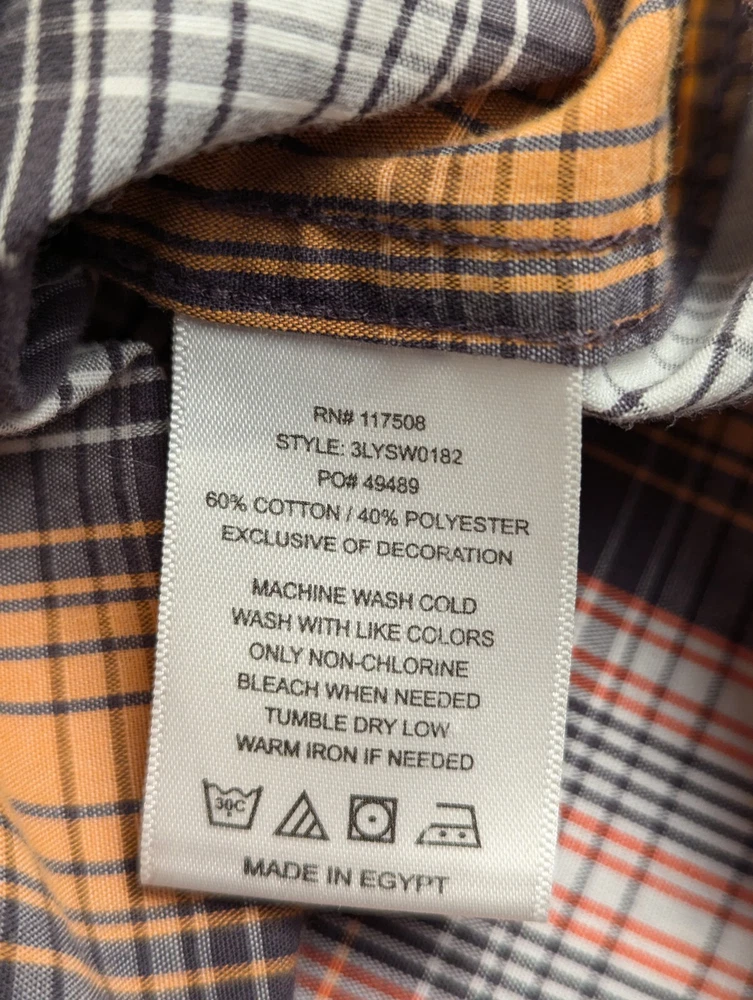 RN# 117508
STYLE: 3LYSW0182
PO# 49489
60% COTTON / 40% POLYESTER
EXCLUSIVE OF DECORATION
MACHINE WASH COLD
WASH WITH LIKE COLORS
ONLY NON-CHLORINE
BLEACH WHEN NEEDED
TUMBLE DRY LOW
WARM IRON IF NEEDED
30C
MADE IN EGYPT